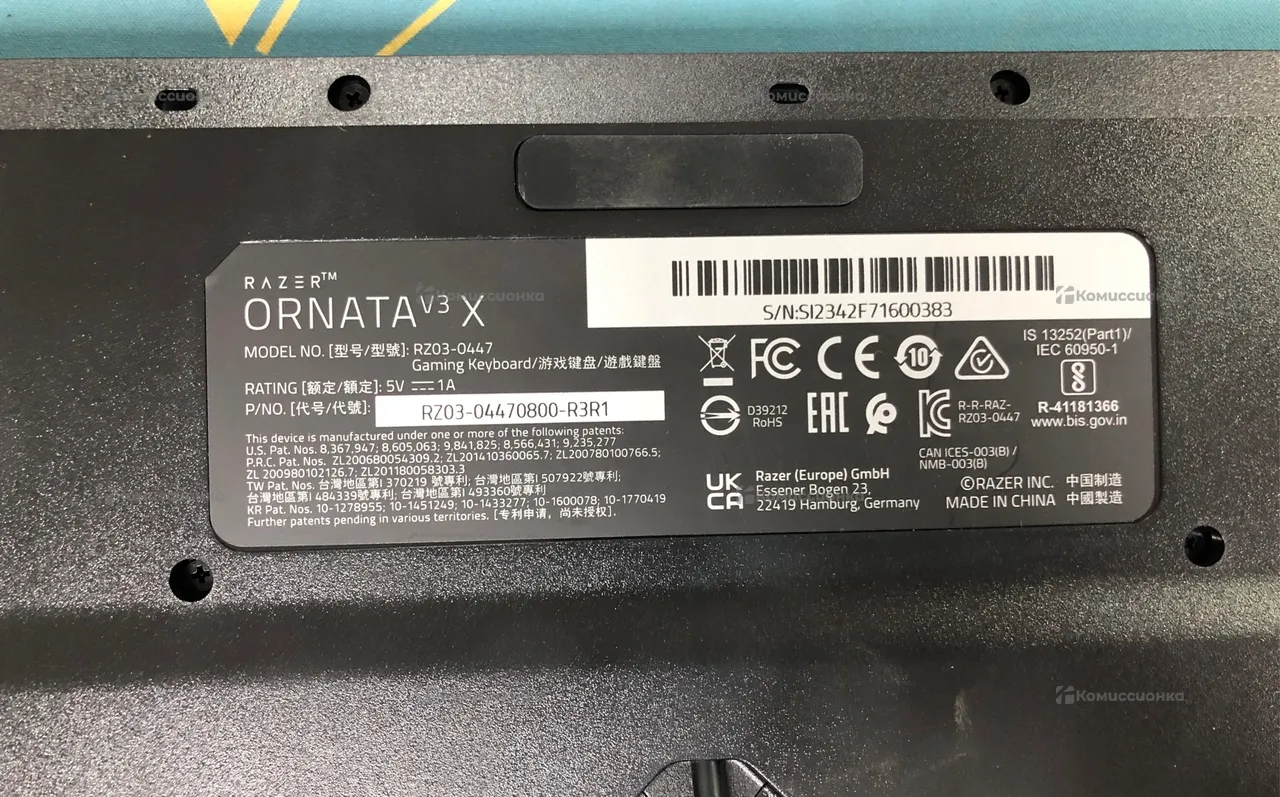 RAZER™
ORNATA V3 X
MODEL NO. [型号/型號]: RZ03-0447
Gaming Keyboard/游戏键盘/遊戲鍵盤
RATING [额定/額定]: 5V ⎓ 1A
P/NO. [代号/代號]: RZ03-04470800-R3R1
This device is manufactured under one or more of the following patents:
U.S. Pat. Nos. 8,367,947; 8,605,063; 9,841,825; 8,566,431; 9,235,277
P.R.C. Pat. Nos. ZL200680054309.2; ZL201410360065.7; ZL200780100766.5;
ZL 200980102126.7; ZL201180058303.3
TW Pat. Nos. 台灣地區第I 370219 號專利; 台灣地區第I 507922號專利;
台灣地區第I 484339號專利; 台灣地區第I 493360號專利
KR Pat. Nos. 10-1278955; 10-1451249; 10-1433277; 10-1600078; 10-1770419
Further patents pending in various territories. [专利申请，尚未授权].
S/N:SI2342F71600383
FC CE 10
IS 13252(Part1)/
IEC 60950-1
D39212
RoHS
EAC
R-R-RAZ-
RZ03-0447
R-41181366
www.bis.gov.in
CAN ICES-003(B) /
NMB-003(B)
UK
CA
Razer (Europe) GmbH
Essener Bogen 23,
22419 Hamburg, Germany
©RAZER INC. 中国制造
MADE IN CHINA 中國製造
Комиссионка
Комиссионка